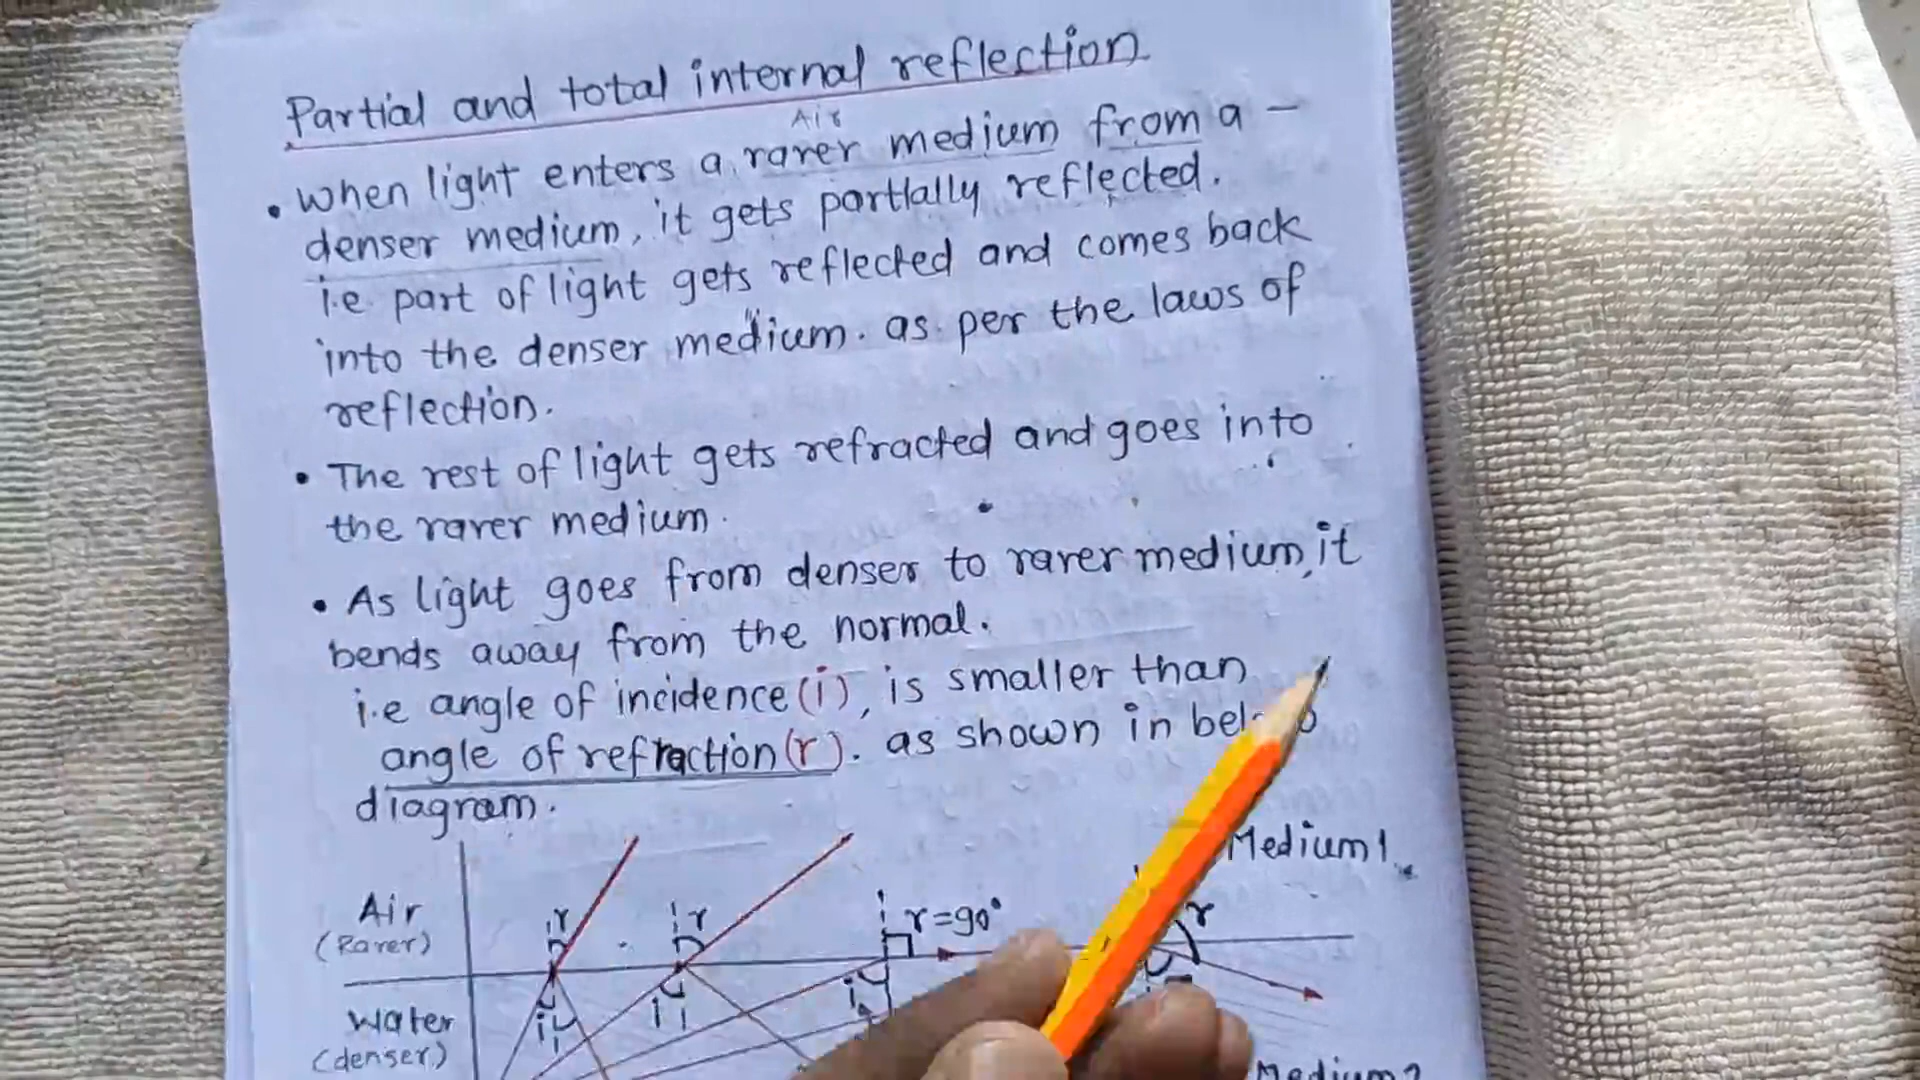 Partial and total internal reflection
Air
• When light enters a rarer medium from a -
denser medium, it gets partially reflected.
i.e. part of light gets reflected and comes back
into the denser medium. as per the laws of
reflection.
• The rest of light gets refracted and goes into
the rarer medium.
• As light goes from denser to rarer medium, it
bends away from the normal.
i.e angle of incidence (i), is smaller than
angle of refraction (r). as shown in
diagram.
Medium 1
Air
(Rarer)
r
r
r=90°
r
i
i
i
Water
(denser)